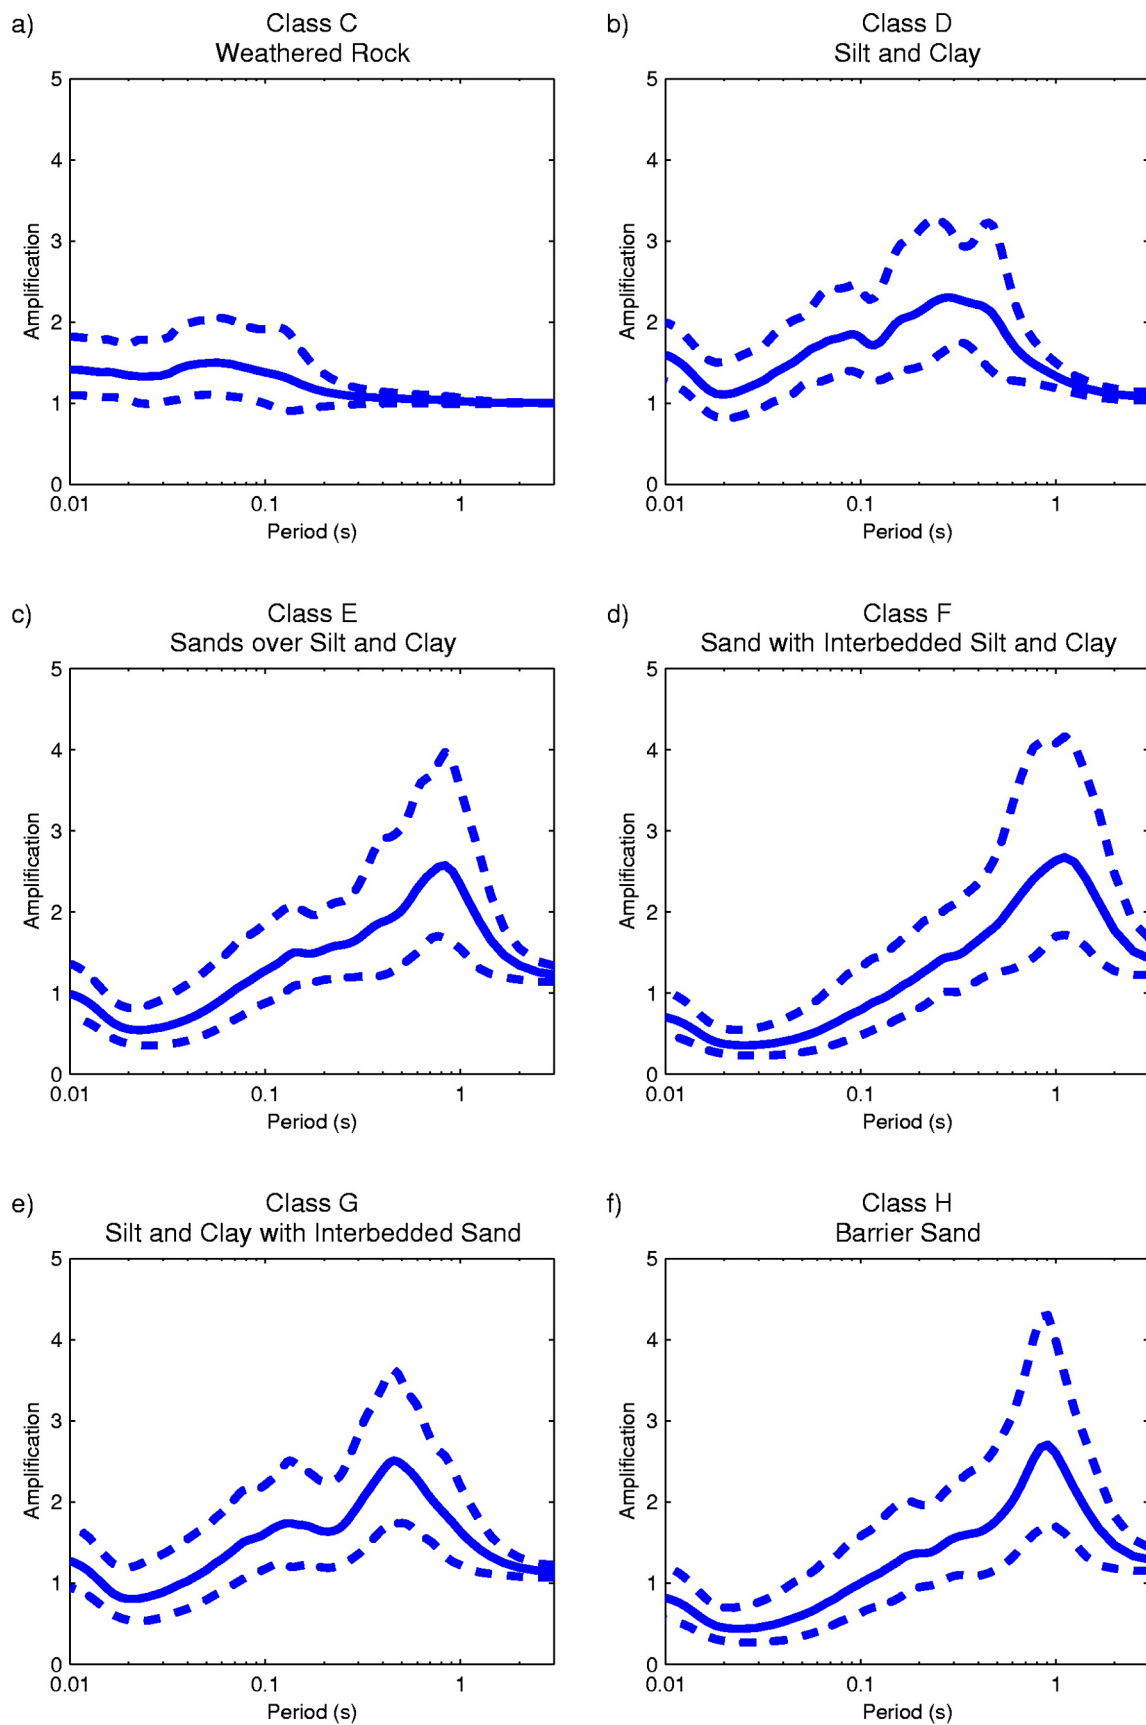 a)
Class C
Weathered Rock
5
4
3
2
1
0
Amplification
0.01
0.1
1
Period (s)
b)
Class D
Silt and Clay
5
4
3
2
1
0
Amplification
0.01
0.1
1
Period (s)
c)
Class E
Sands over Silt and Clay
5
4
3
2
1
0
Amplification
0.01
0.1
1
Period (s)
d)
Class F
Sand with Interbedded Silt and Clay
5
4
3
2
1
0
Amplification
0.01
0.1
1
Period (s)
e)
Class G
Silt and Clay with Interbedded Sand
5
4
3
2
1
0
Amplification
0.01
0.1
1
Period (s)
f)
Class H
Barrier Sand
5
4
3
2
1
0
Amplification
0.01
0.1
1
Period (s)